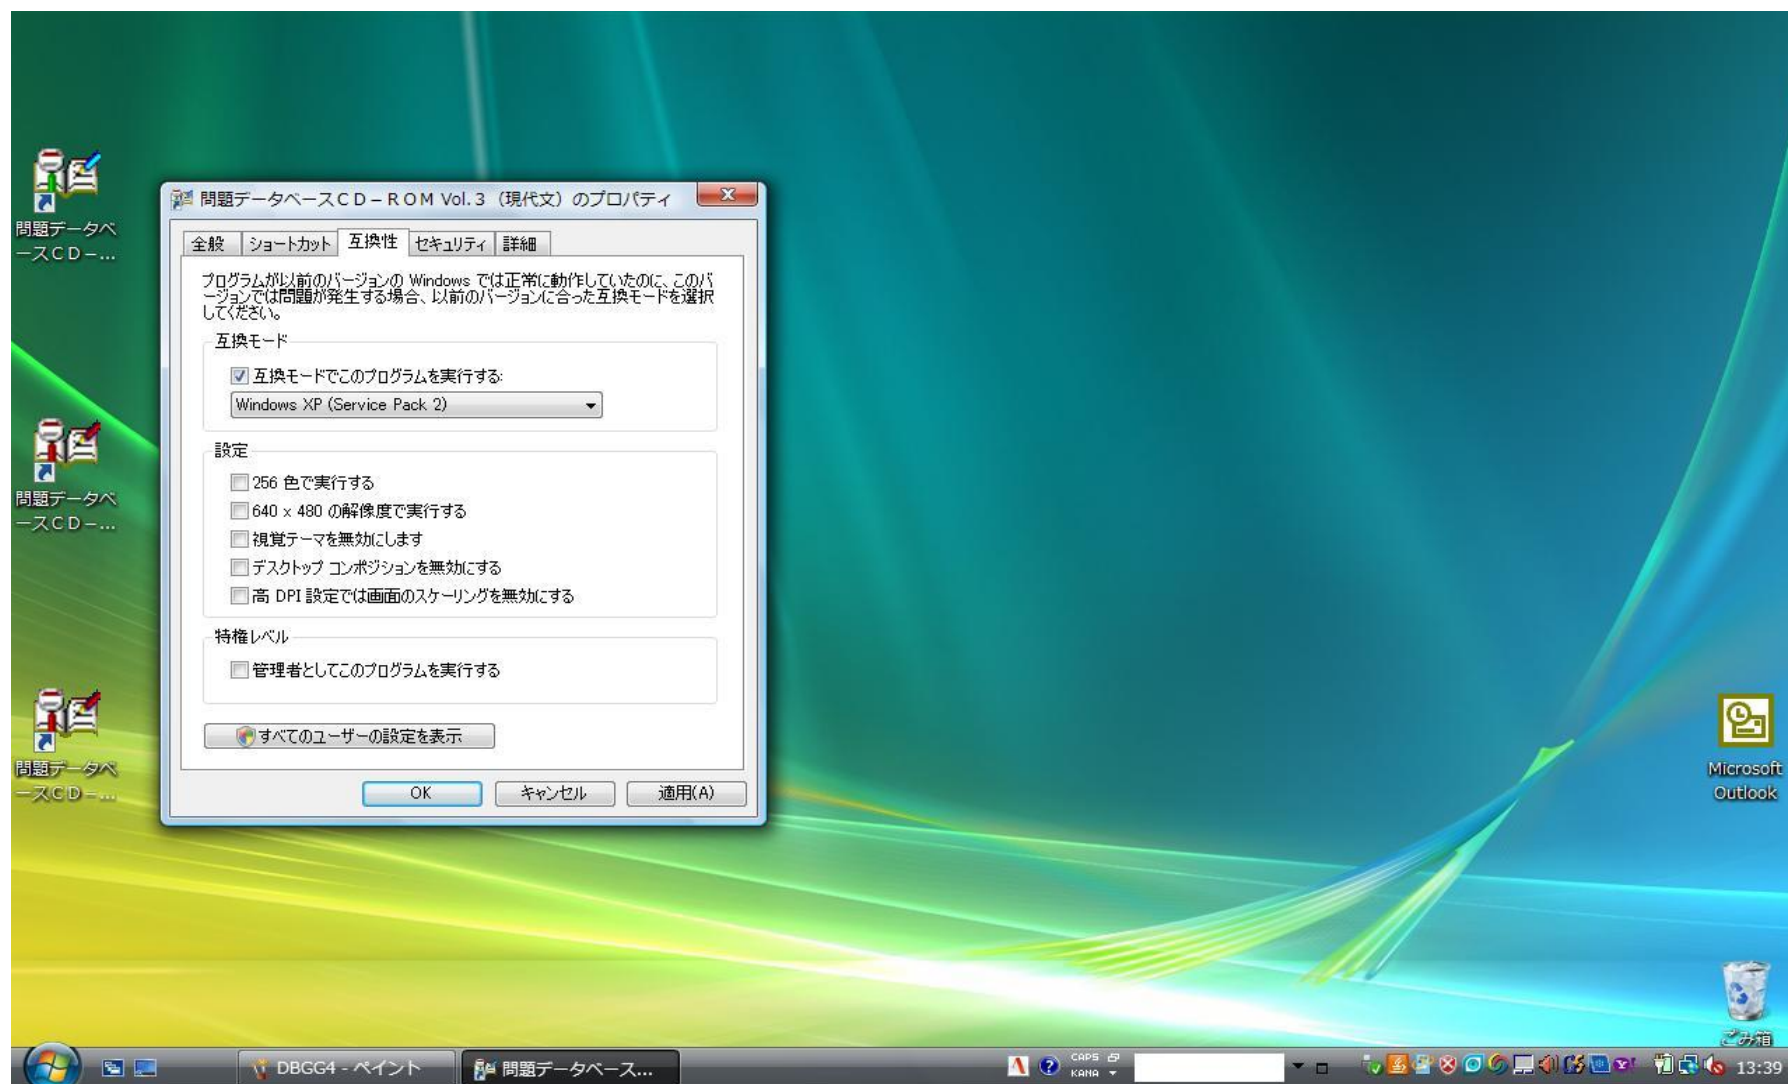 問題データベ
ースCD－...
問題データベ
ースCD－...
問題データベ
ースCD－...
問題データベースＣＤ－ＲＯＭ Vol.３（現代文）のプロパティ
全般 ショートカット 互換性 セキュリティ 詳細
プログラムが以前のバージョンの Windows では正常に動作していたのに、このバ
ージョンでは問題が発生する場合、以前のバージョンに合った互換モードを選択
してください。
互換モード
互換モードでこのプログラムを実行する:
Windows XP (Service Pack 2)
設定
256 色で実行する
640 x 480 の解像度で実行する
視覚テーマを無効にします
デスクトップ コンポジションを無効にする
高 DPI 設定では画面のスケーリングを無効にする
特権レベル
管理者としてこのプログラムを実行する
すべてのユーザーの設定を表示
OK キャンセル 適用(A)
Microsoft
Outlook
ごみ箱
DBGG4 - ペイント
問題データベース...
CAPS
KANA
13:39